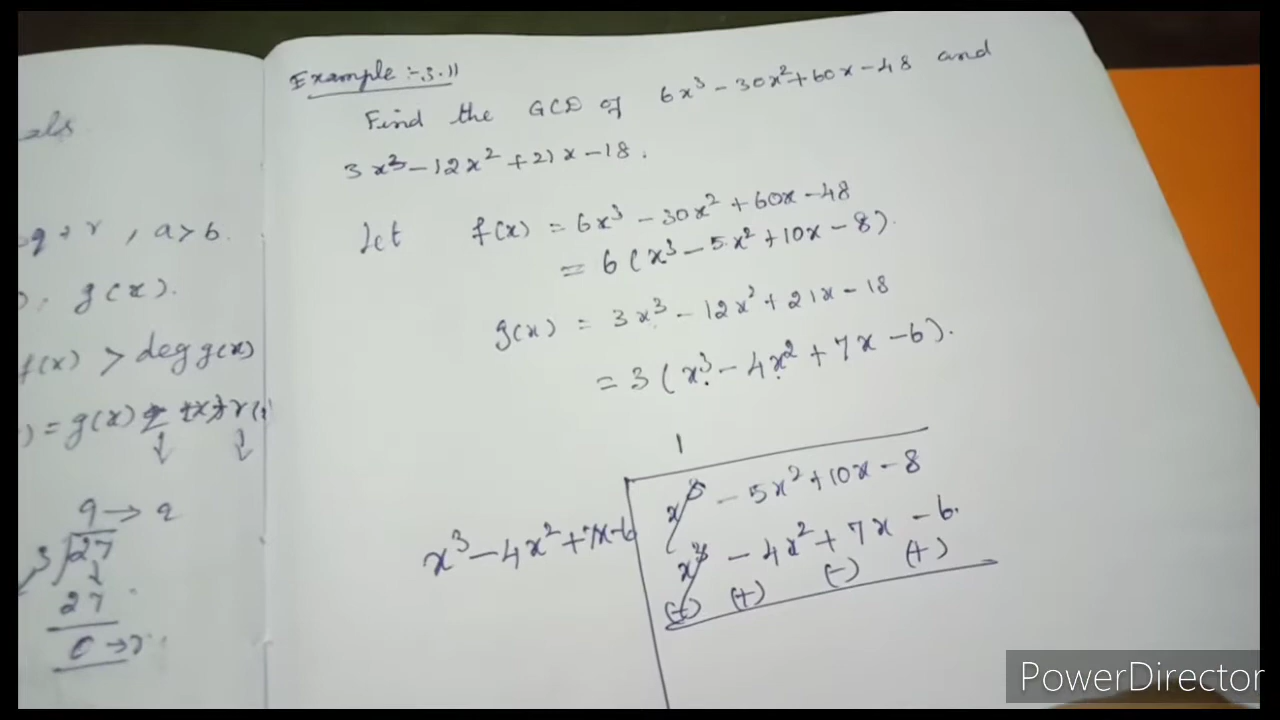 als
g + r , a > b.
, g(x).
f(x) > deg g(x)
) = g(x)
9 → q
3 27
27
0 → r
Example :- 3.11
Find the GCD of 6x³ - 30x² + 60x - 48 and
3x³ - 12x² + 21x - 18 .
Let f(x) = 6x³ - 30x² + 60x - 48
= 6 ( x³ - 5x² + 10x - 8).
g(x) = 3x³ - 12x² + 21x - 18
= 3 ( x³ - 4x² + 7x - 6).
1
x³ - 4x² + 7x - 6 x³ - 5x² + 10x - 8
x³ - 4x² + 7x - 6.
(-) (+) (-) (+)
PowerDirector